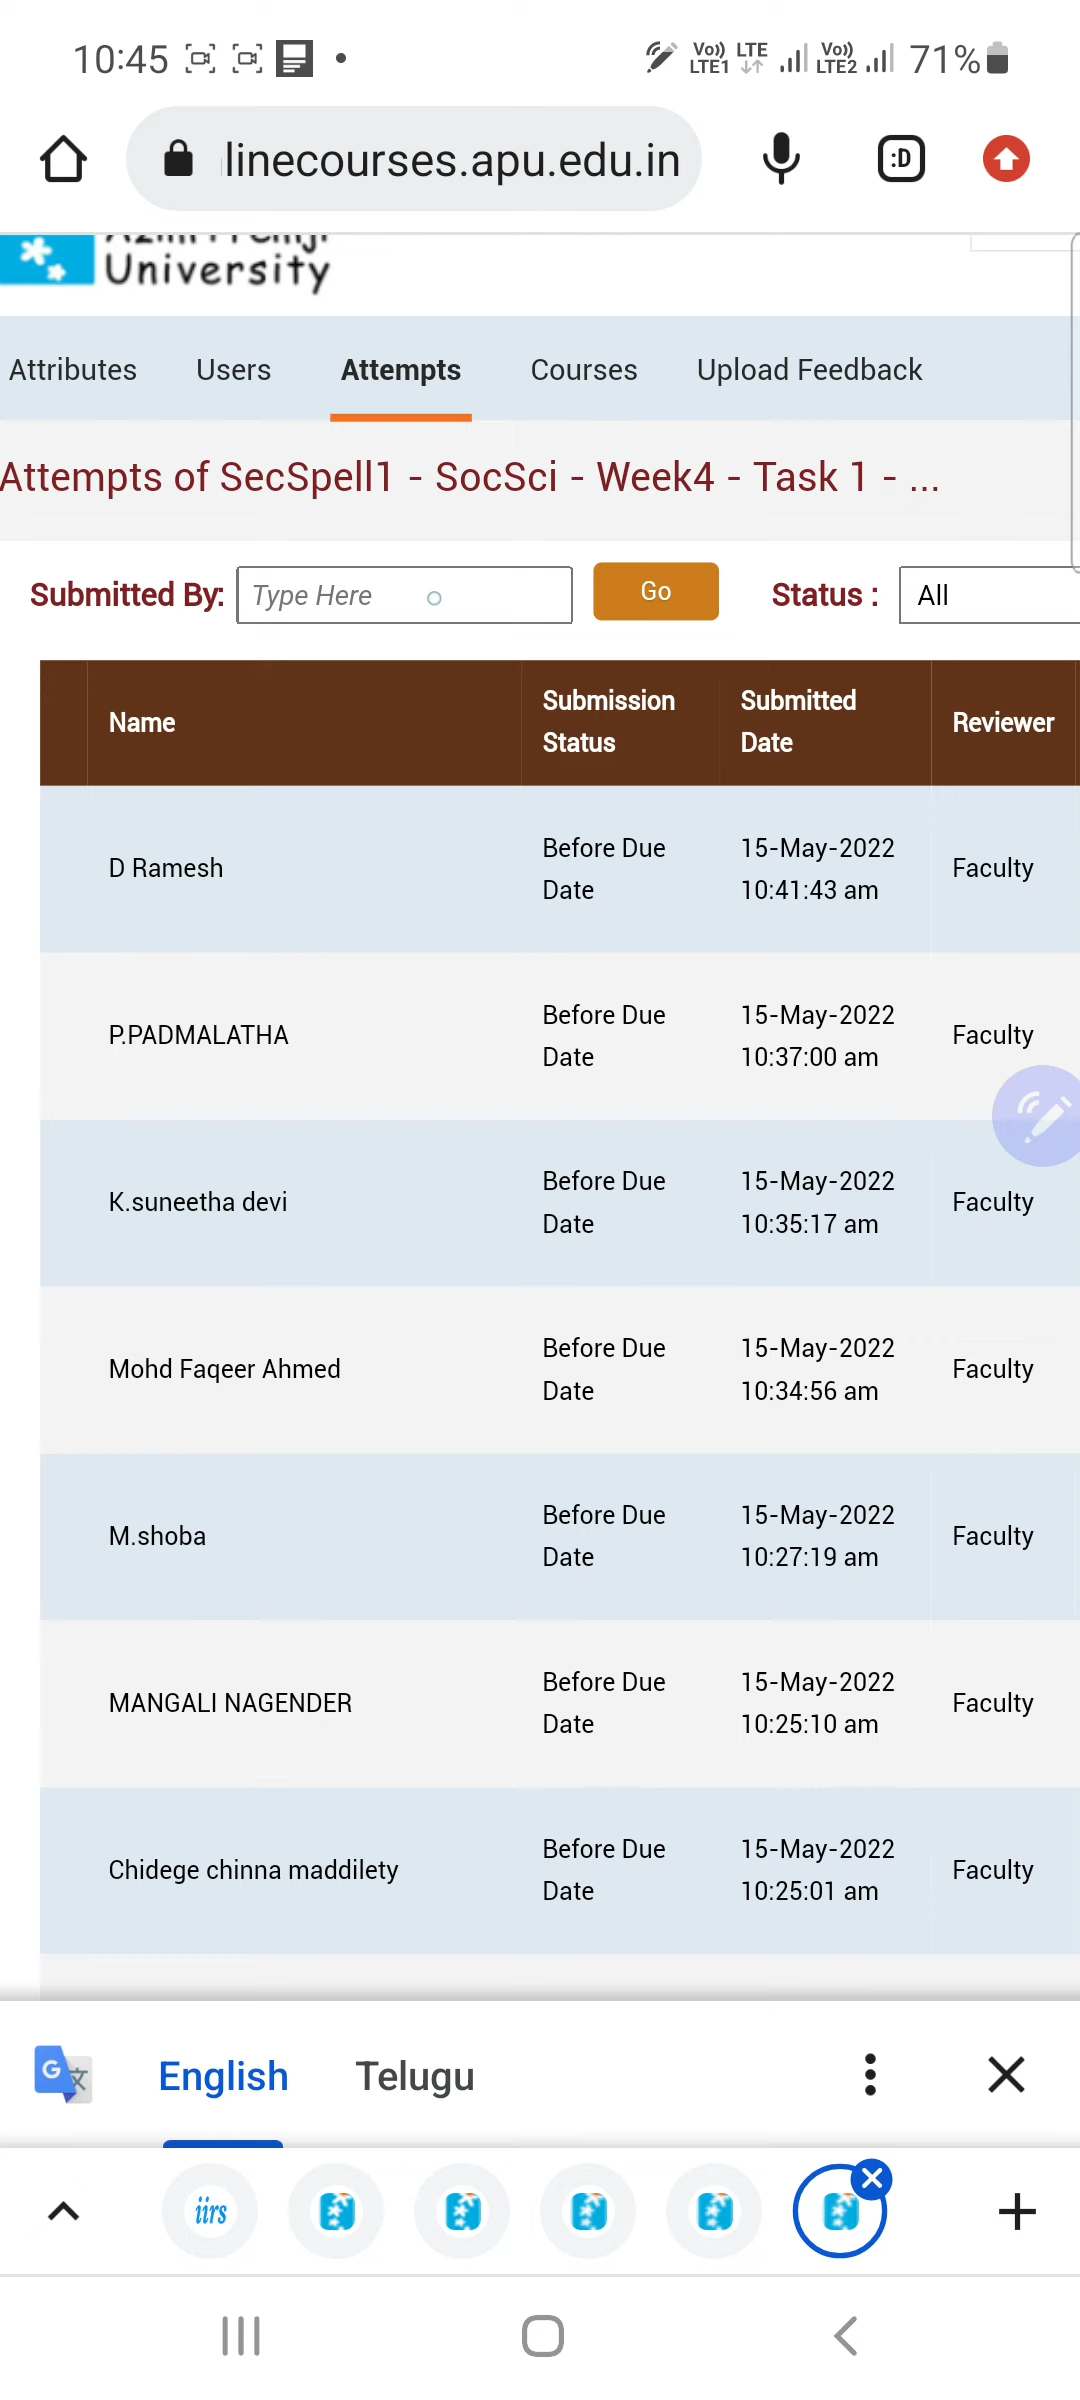 10:45
Vo)) LTE
LTE1
Vo))
LTE2
71%
linecourses.apu.edu.in
:D
University
Attributes Users Attempts Courses Upload Feedback
Attempts of SecSpell1 - SocSci - Week4 - Task 1 - ...
Submitted By: Type Here Go Status : All
Name Submission Status Submitted Date Reviewer
D Ramesh Before Due Date 15-May-2022 10:41:43 am Faculty
P.PADMALATHA Before Due Date 15-May-2022 10:37:00 am Faculty
K.suneetha devi Before Due Date 15-May-2022 10:35:17 am Faculty
Mohd Faqeer Ahmed Before Due Date 15-May-2022 10:34:56 am Faculty
M.shoba Before Due Date 15-May-2022 10:27:19 am Faculty
MANGALI NAGENDER Before Due Date 15-May-2022 10:25:10 am Faculty
Chidege chinna maddilety Before Due Date 15-May-2022 10:25:01 am Faculty
G 文 English Telugu
iirs